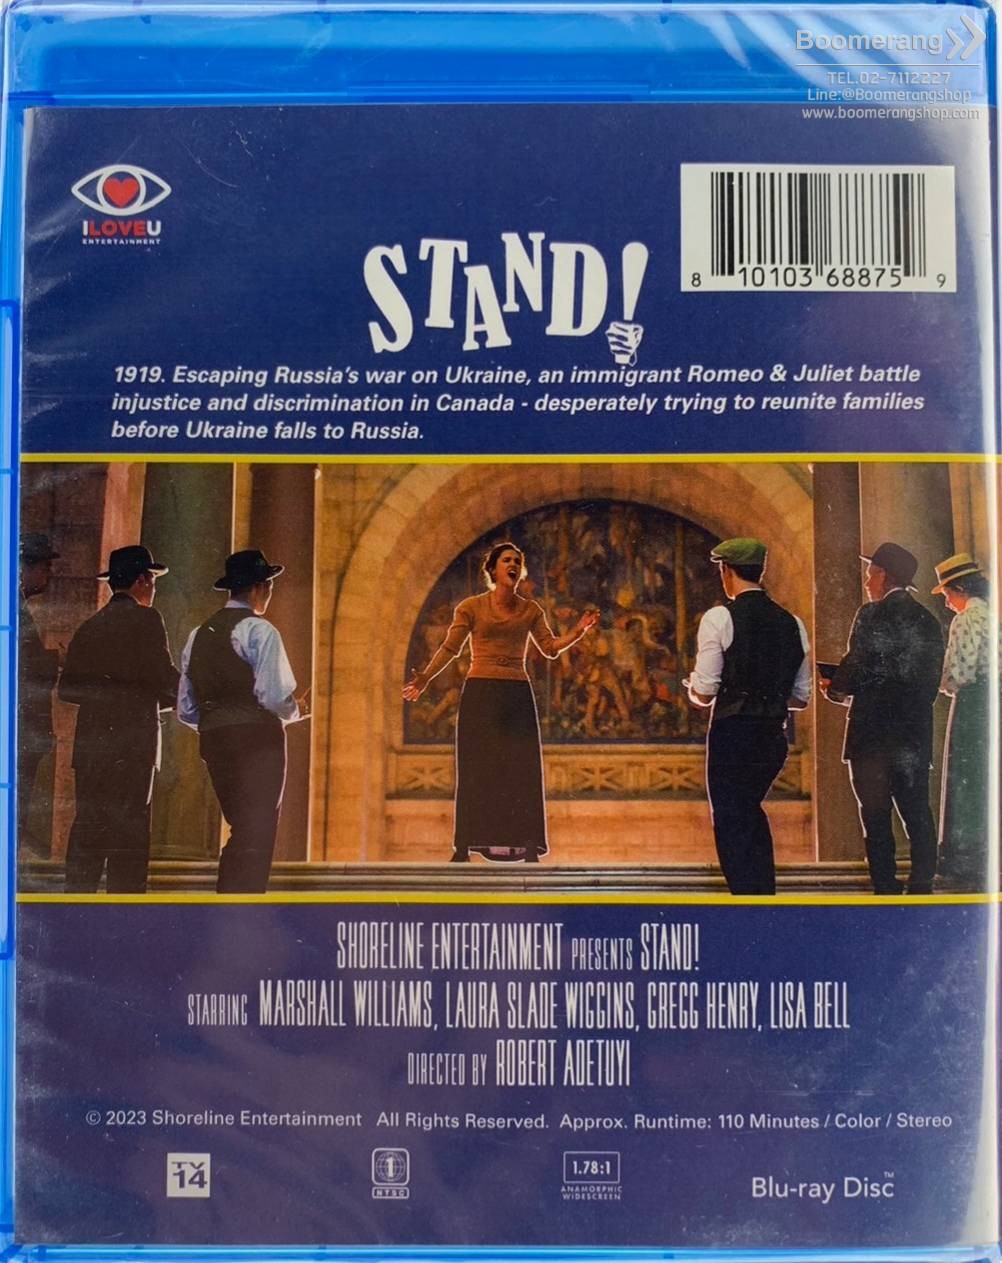 Boomerang
TEL.02-7112227
Line:@Boomerangshop
www.boomerangshop.com
ILOVEU
ENTERTAINMENT
8 10103 68875 9
STAND!
1919. Escaping Russia's war on Ukraine, an immigrant Romeo & Juliet battle
injustice and discrimination in Canada - desperately trying to reunite families
before Ukraine falls to Russia.
SHORELINE ENTERTAINMENT PRESENTS STAND!
STARRING MARSHALL WILLIAMS, LAURA SLADE WIGGINS, GREGG HENRY, LISA BELL
DIRECTED BY ROBERT ADETUYI
© 2023 Shoreline Entertainment All Rights Reserved. Approx. Runtime: 110 Minutes / Color / Stereo
TV
14
1
NTSC
1.78:1
ANAMORPHIC
WIDESCREEN
Blu-ray Disc™